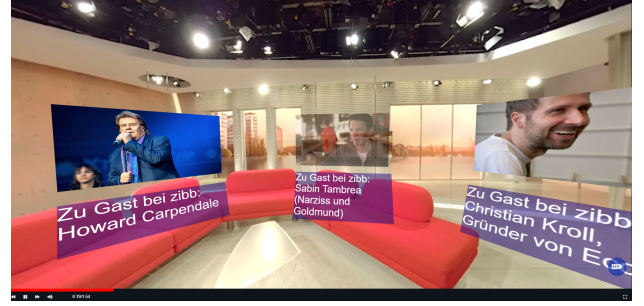 Zu Gast bei zibb:
Howard Carpendale
Zu Gast bei zibb:
Sabin Tambrea
(Narziss und
Goldmund)
Zu Gast bei zibb
Christian Kroll,
Gründer von Eco